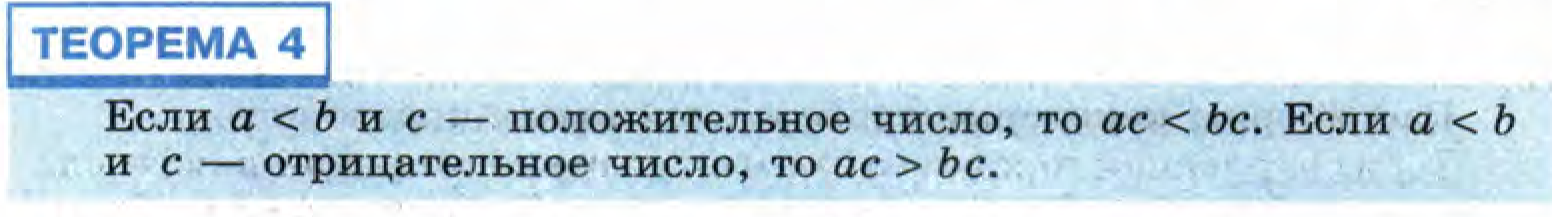 ТЕОРЕМА 4
Если a < b и c — положительное число, то ac < bc. Если a < b
и c — отрицательное число, то ac > bc.